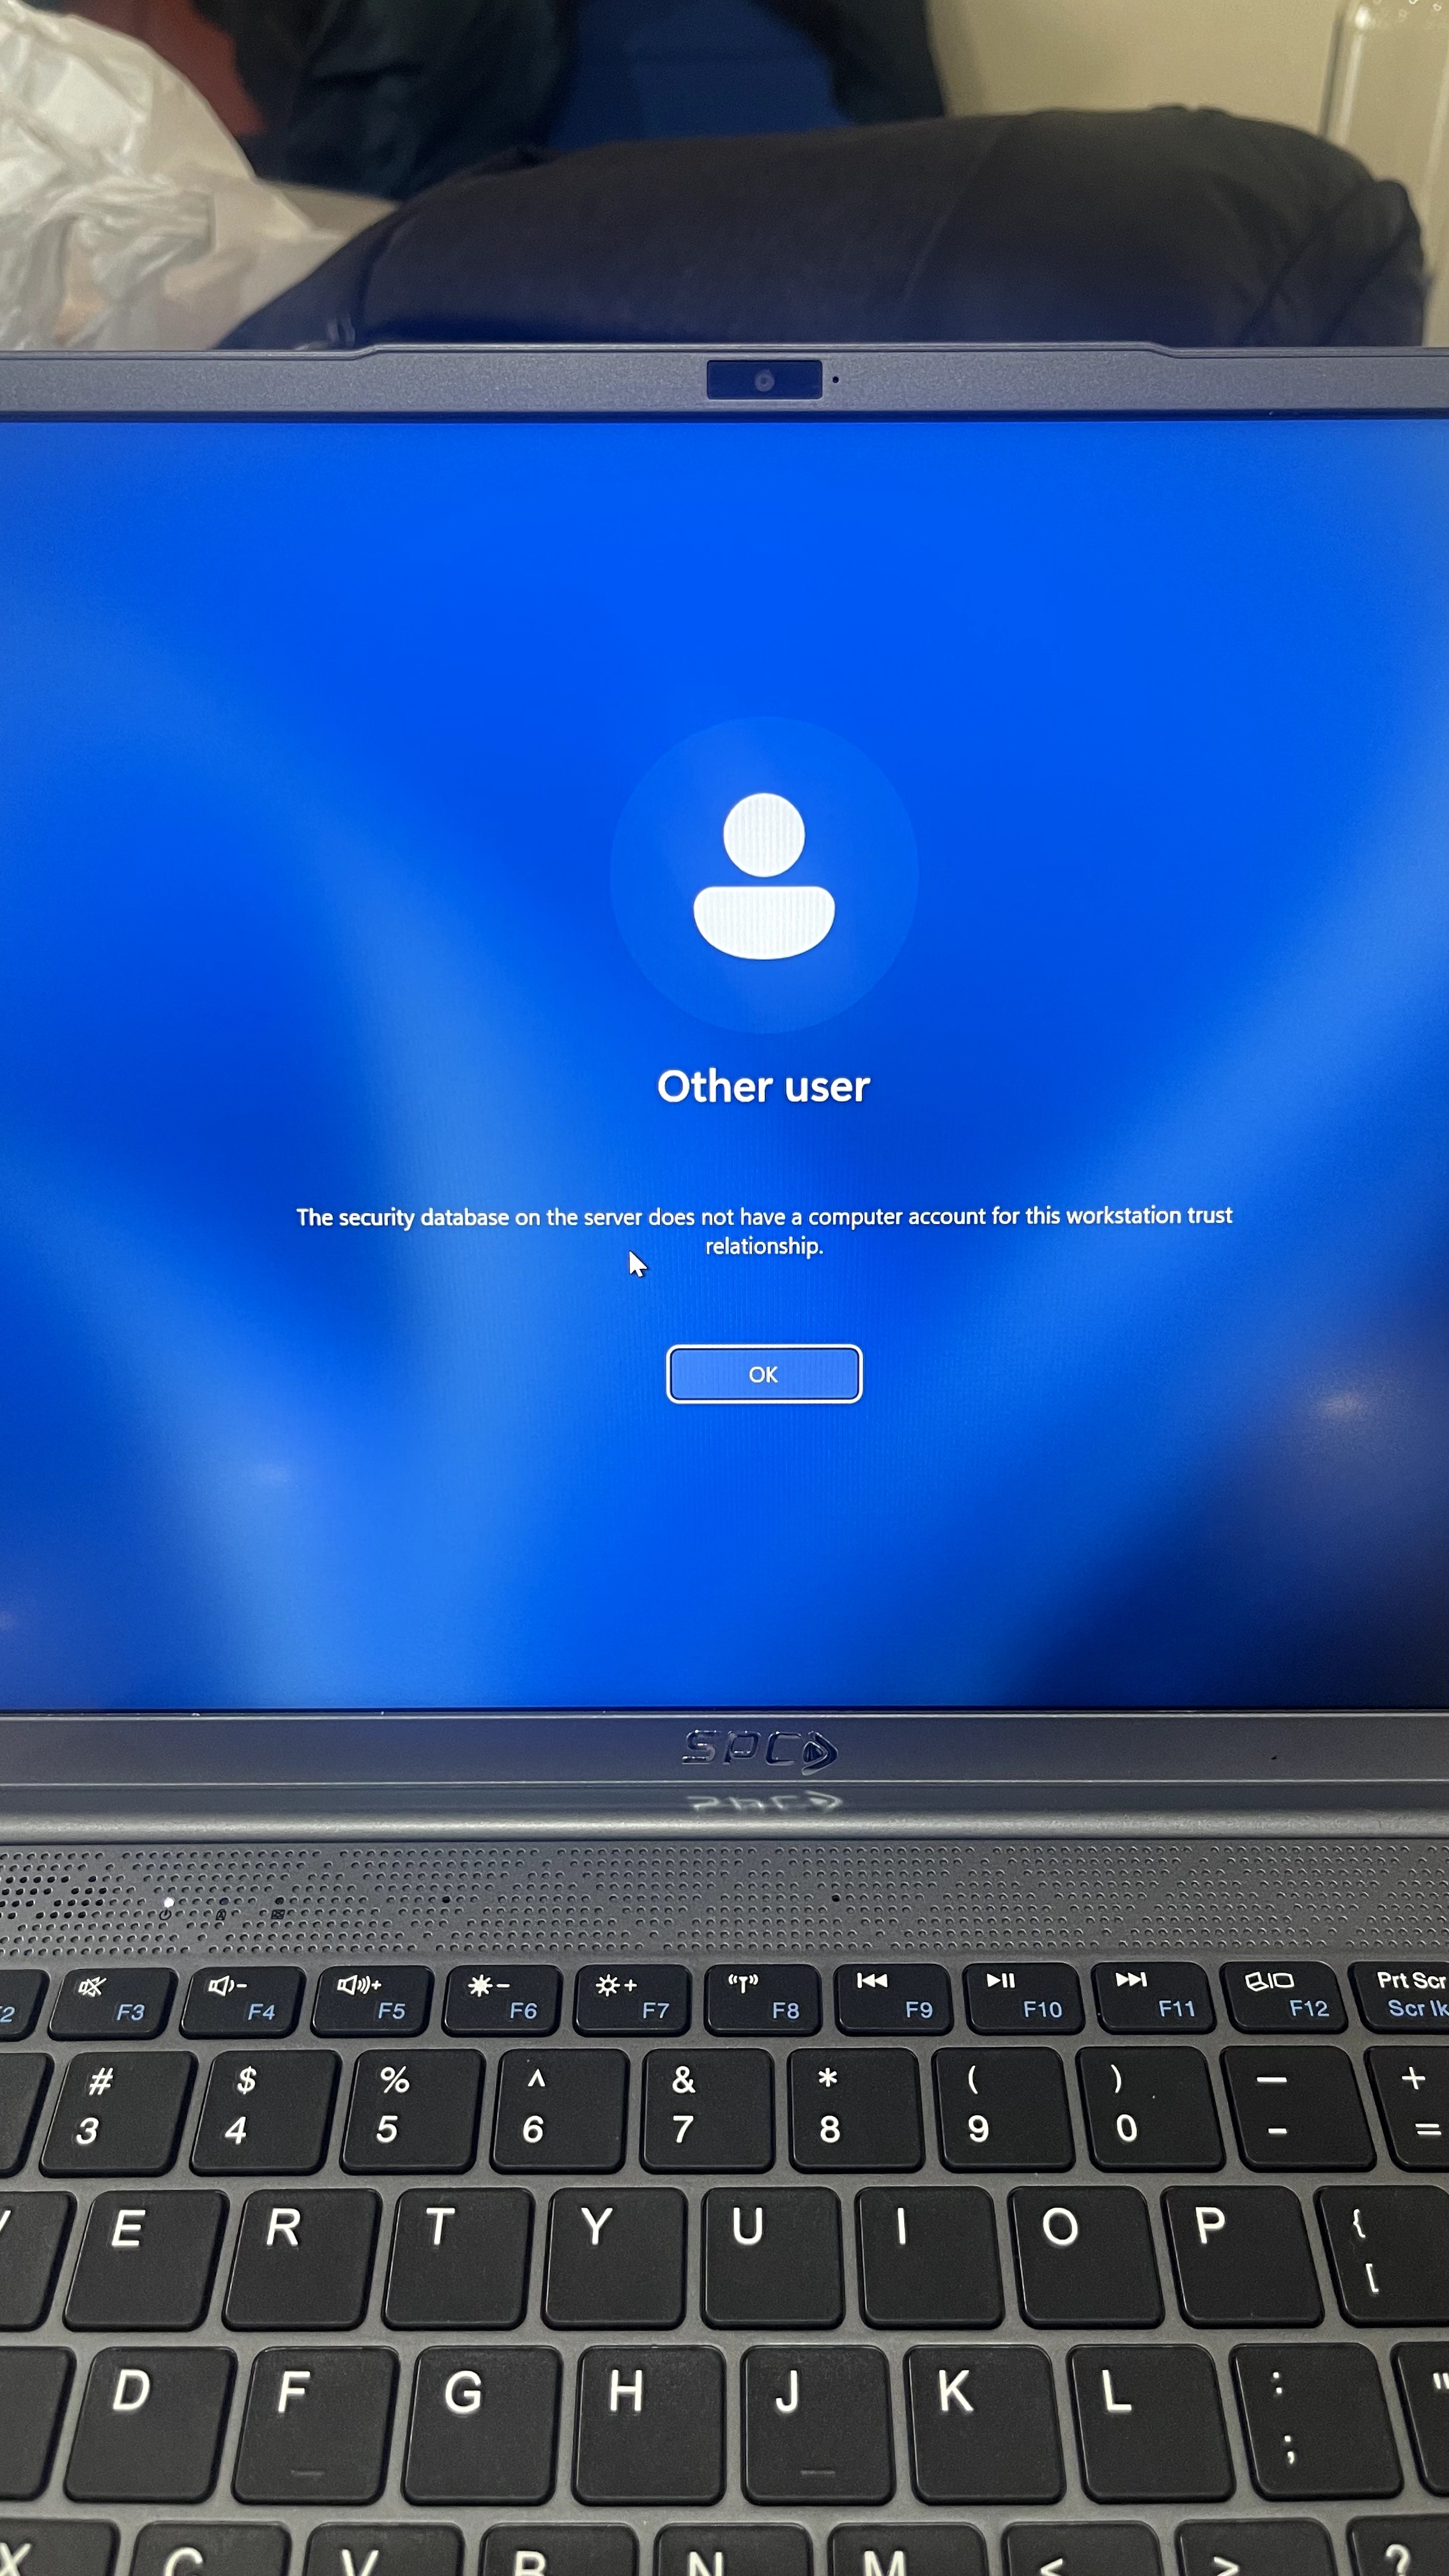 Other user
The security database on the server does not have a computer account for this workstation trust
relationship.
OK
SPC
F3 F4 F5 F6 F7 F8 F9 F10 F11 F12 Prt Scr
# $ % ^ & * ( ) — +
3 4 5 6 7 8 9 0 - =
E R T Y U I O P {
[
D F G H J K L :
;
X C V B N M < > ?